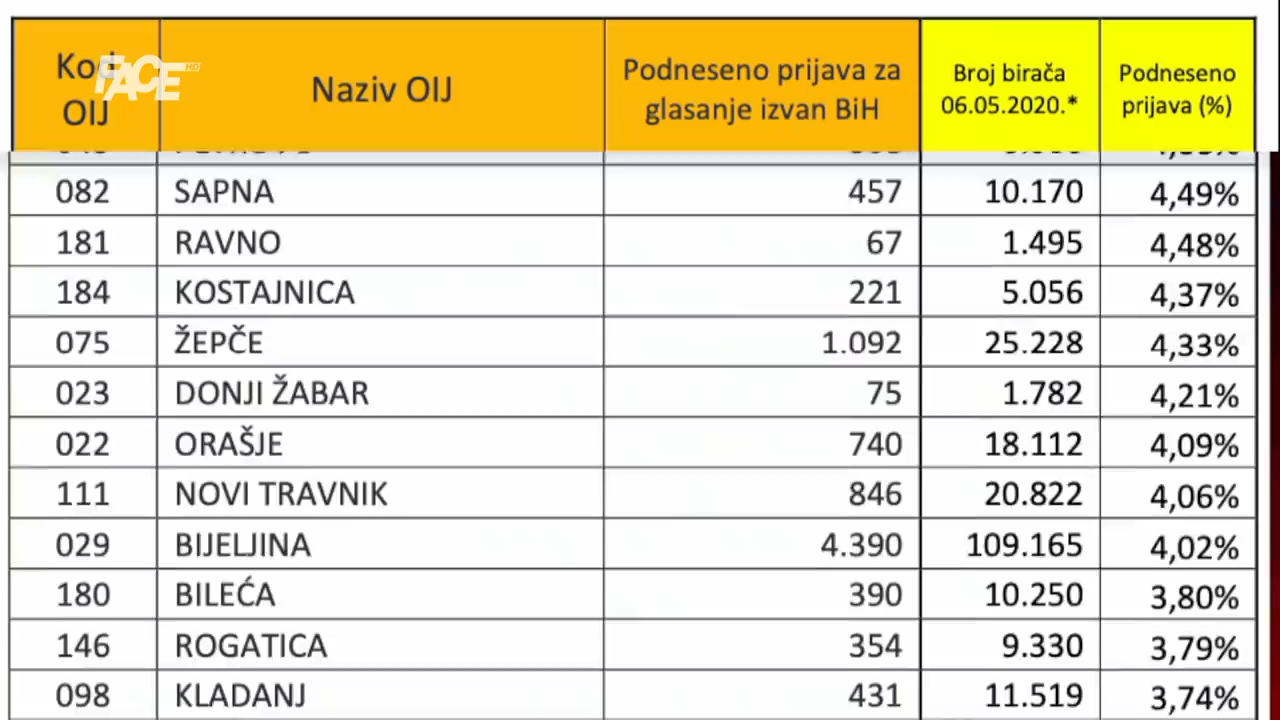 Kod OIJ Naziv OIJ Podneseno prijava za glasanje izvan BiH Broj birača 06.05.2020.* Podneseno prijava (%)
FACE HD
082 SAPNA 457 10.170 4,49%
181 RAVNO 67 1.495 4,48%
184 KOSTAJNICA 221 5.056 4,37%
075 ŽEPČE 1.092 25.228 4,33%
023 DONJI ŽABAR 75 1.782 4,21%
022 ORAŠJE 740 18.112 4,09%
111 NOVI TRAVNIK 846 20.822 4,06%
029 BIJELJINA 4.390 109.165 4,02%
180 BILEĆA 390 10.250 3,80%
146 ROGATICA 354 9.330 3,79%
098 KLADANJ 431 11.519 3,74%